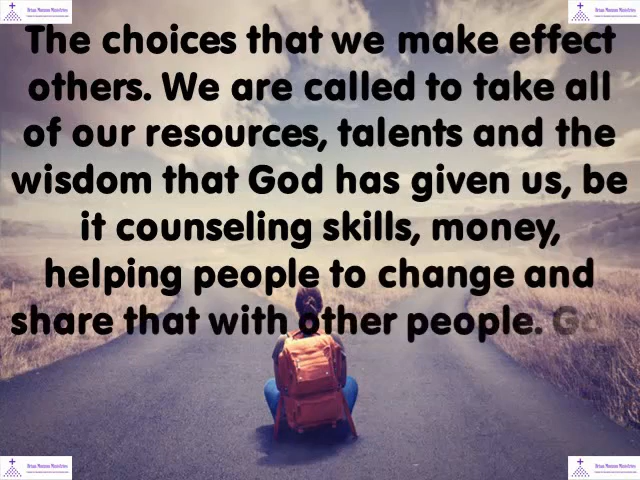 The choices that we make effect
others. We are called to take all
of our resources, talents and the
wisdom that God has given us, be
it counseling skills, money,
helping people to change and
share that with other people. Go